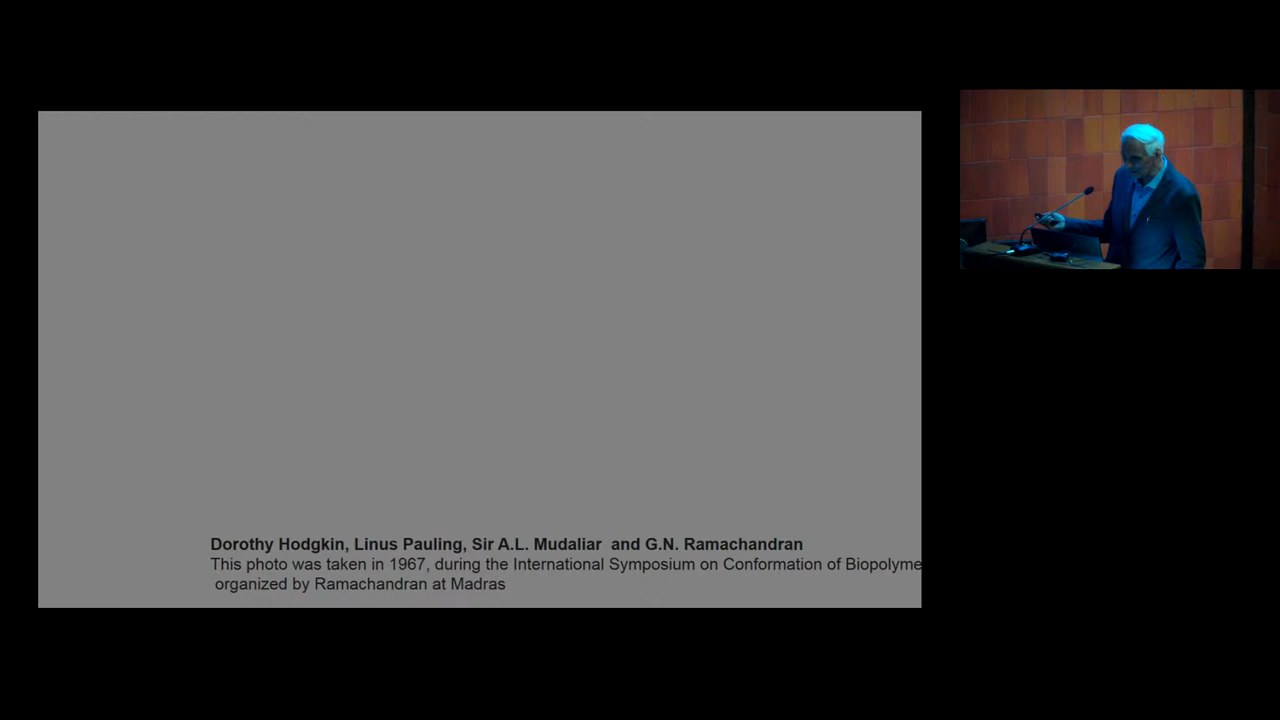 Dorothy Hodgkin, Linus Pauling, Sir A.L. Mudaliar and G.N. Ramachandran
This photo was taken in 1967, during the International Symposium on Conformation of Biopolyme
organized by Ramachandran at Madras